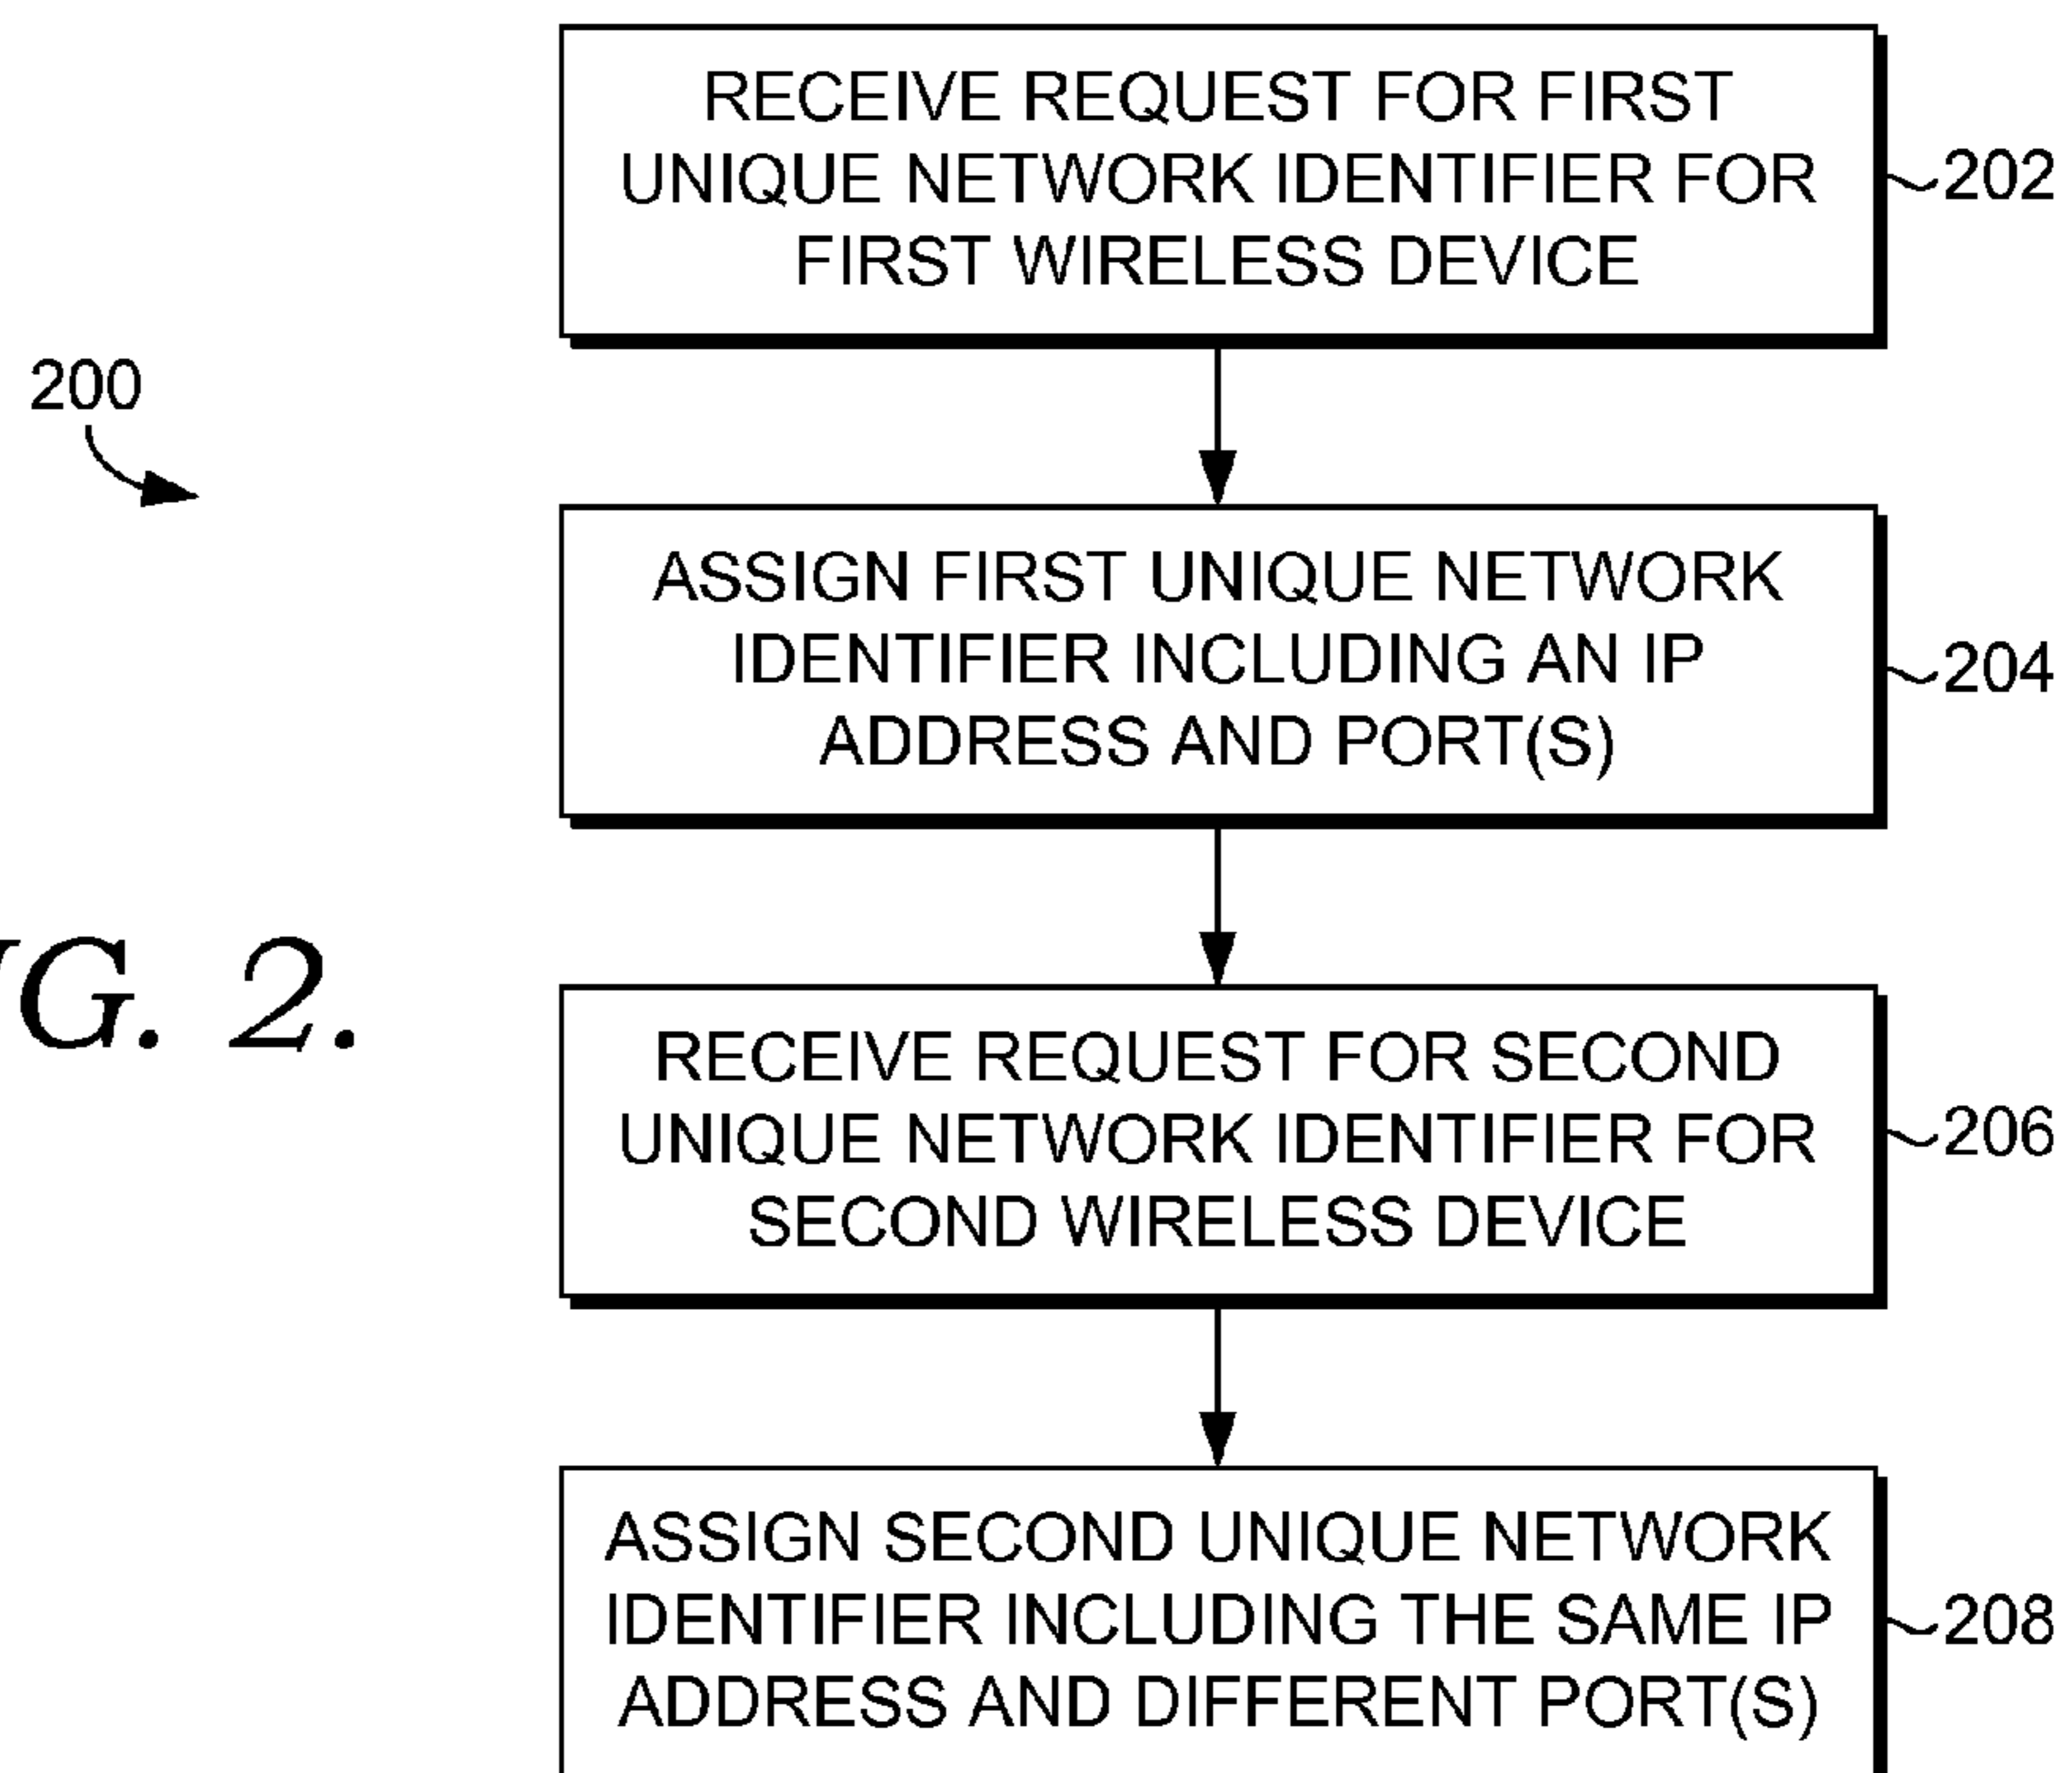 RECEIVE REQUEST FOR FIRST
UNIQUE NETWORK IDENTIFIER FOR
FIRST WIRELESS DEVICE
202
200
ASSIGN FIRST UNIQUE NETWORK
IDENTIFIER INCLUDING AN IP
ADDRESS AND PORT(S)
204
G. 2.
RECEIVE REQUEST FOR SECOND
UNIQUE NETWORK IDENTIFIER FOR
SECOND WIRELESS DEVICE
206
ASSIGN SECOND UNIQUE NETWORK
IDENTIFIER INCLUDING THE SAME IP
ADDRESS AND DIFFERENT PORT(S)
208